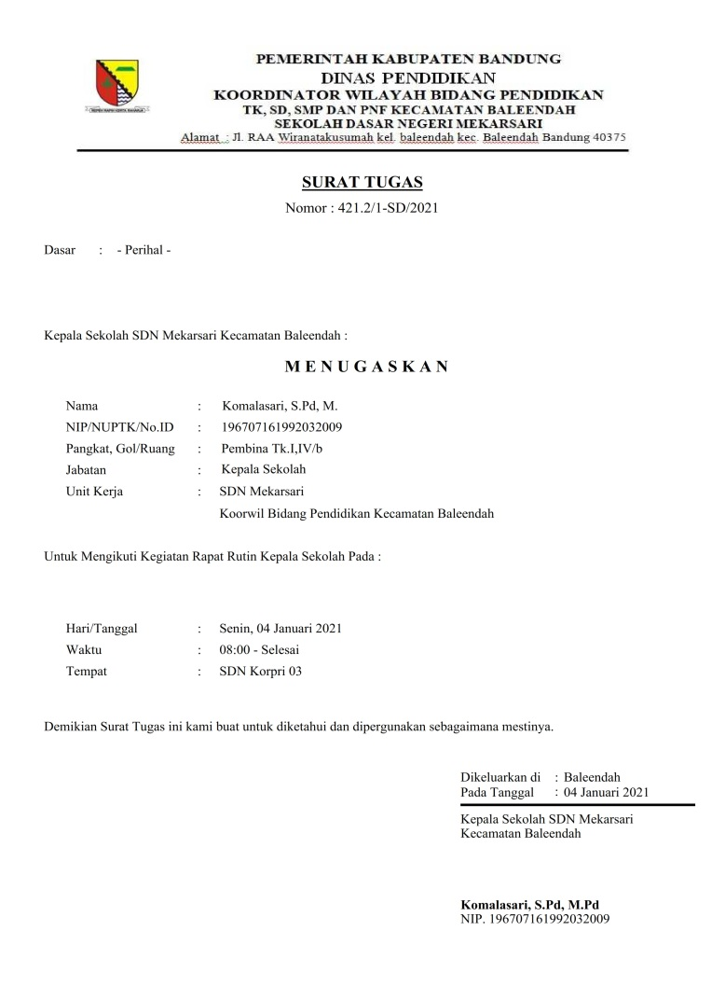 PEMERINTAH KABUPATEN BANDUNG
DINAS PENDIDIKAN
KOORDINATOR WILAYAH BIDANG PENDIDIKAN
TK, SD, SMP DAN PNF KECAMATAN BALEENDAH
SEKOLAH DASAR NEGERI MEKARSARI
Alamat : Jl. RAA Wiranatakusumah kel. baleendah kec. Baleendah Bandung 40375
SURAT TUGAS
Nomor : 421.2/1-SD/2021
Dasar : - Perihal -
Kepala Sekolah SDN Mekarsari Kecamatan Baleendah :
M E N U G A S K A N
Nama : Komalasari, S.Pd, M.
NIP/NUPTK/No.ID : 196707161992032009
Pangkat, Gol/Ruang : Pembina Tk.I,IV/b
Jabatan : Kepala Sekolah
Unit Kerja : SDN Mekarsari
Koorwil Bidang Pendidikan Kecamatan Baleendah
Untuk Mengikuti Kegiatan Rapat Rutin Kepala Sekolah Pada :
Hari/Tanggal : Senin, 04 Januari 2021
Waktu : 08:00 - Selesai
Tempat : SDN Korpri 03
Demikian Surat Tugas ini kami buat untuk diketahui dan dipergunakan sebagaimana mestinya.
Dikeluarkan di : Baleendah
Pada Tanggal : 04 Januari 2021
Kepala Sekolah SDN Mekarsari
Kecamatan Baleendah
Komalasari, S.Pd, M.Pd
NIP. 196707161992032009